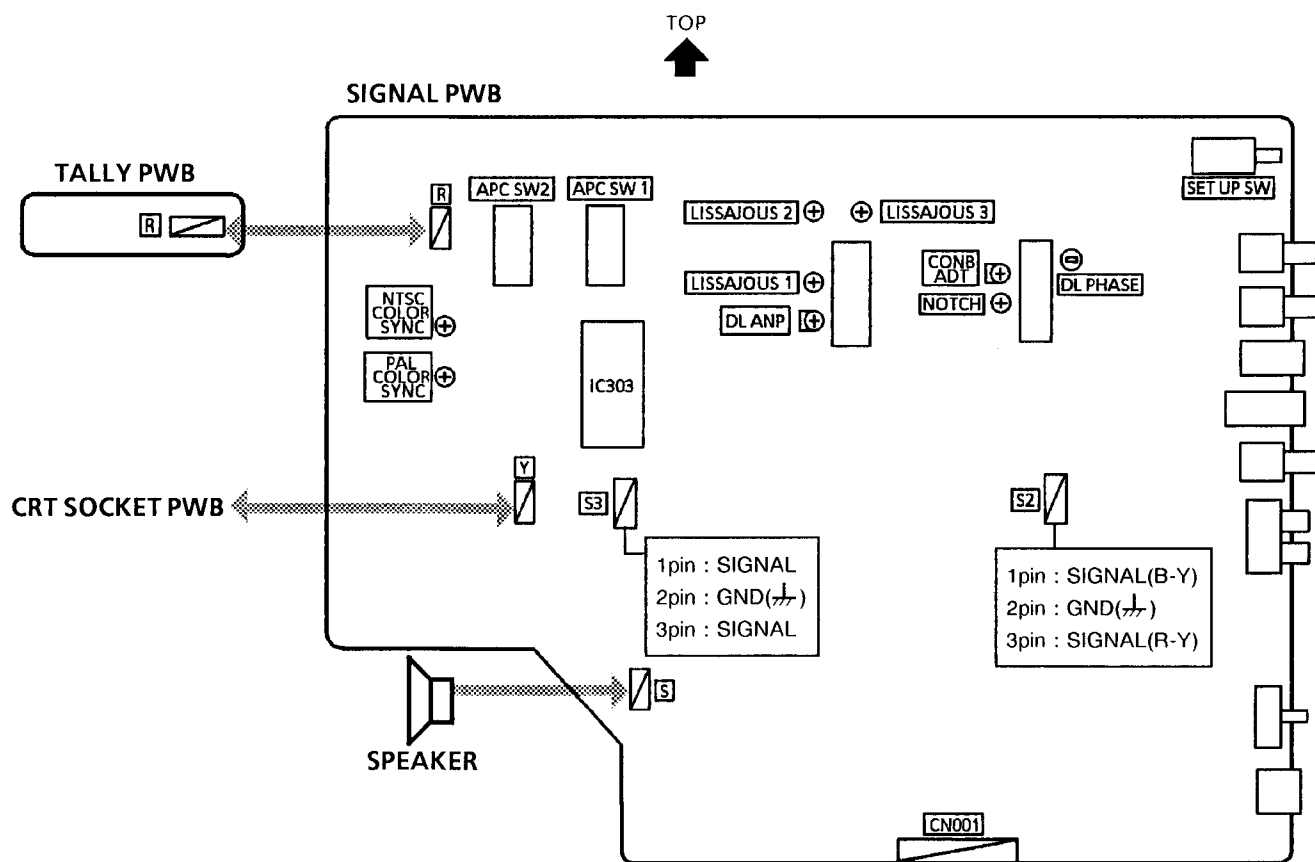 TOP
SIGNAL PWB
TALLY PWB
R
R
APC SW2
APC SW 1
SET UP SW
LISSAJOUS 2
LISSAJOUS 3
LISSAJOUS 1
DL ANP
CONB
ADT
NOTCH
DL PHASE
NTSC
COLOR
SYNC
PAL
COLOR
SYNC
IC303
CRT SOCKET PWB
Y
S3
S2
1pin : SIGNAL
2pin : GND( )
3pin : SIGNAL
1pin : SIGNAL(B-Y)
2pin : GND( )
3pin : SIGNAL(R-Y)
S
SPEAKER
CN001